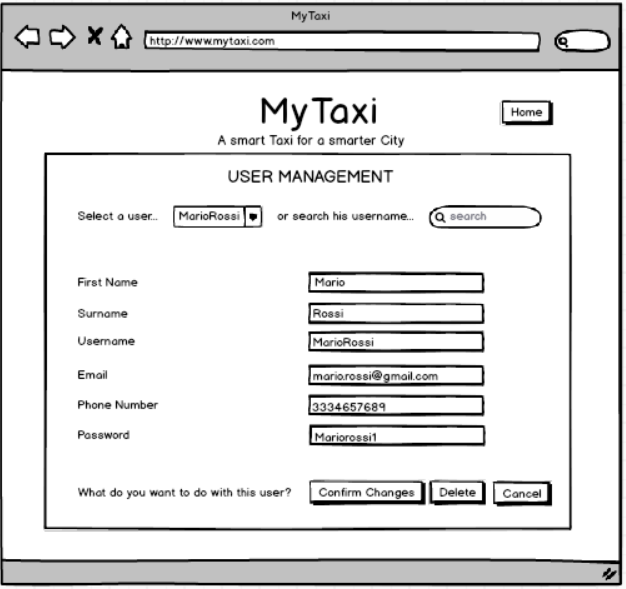 MyTaxi
http://www.mytaxi.com
MyTaxi
Home
A smart Taxi for a smarter City
USER MANAGEMENT
Select a user... MarioRossi or search his username... search
First Name Mario
Surname Rossi
Username MarioRossi
Email mario.rossi@gmail.com
Phone Number 3334657689
Password Mariorossi1
What do you want to do with this user? Confirm Changes Delete Cancel